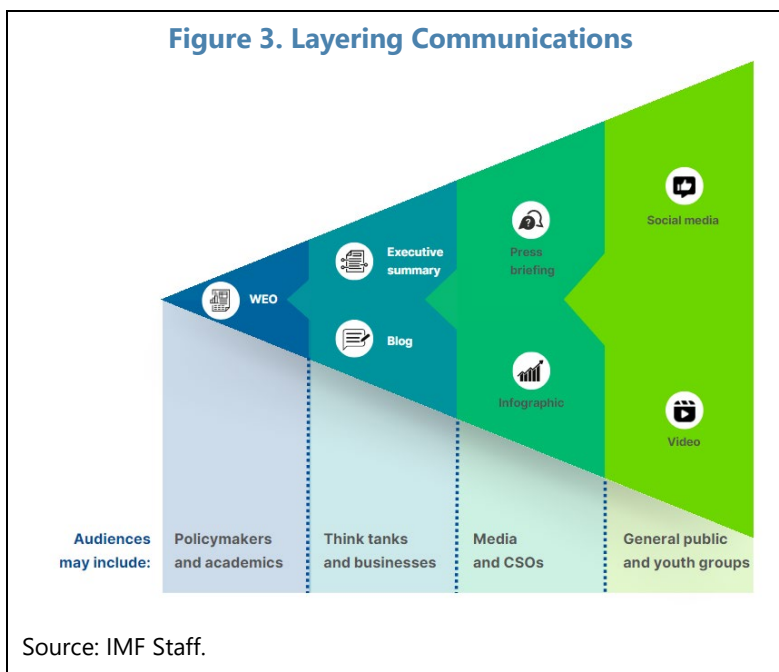 Figure 3. Layering Communications
WEO
Executive
summary
Blog
Press
briefing
Infographic
Social media
Video
Audiences
may include:
Policymakers
and academics
Think tanks
and businesses
Media
and CSOs
General public
and youth groups
Source: IMF Staff.